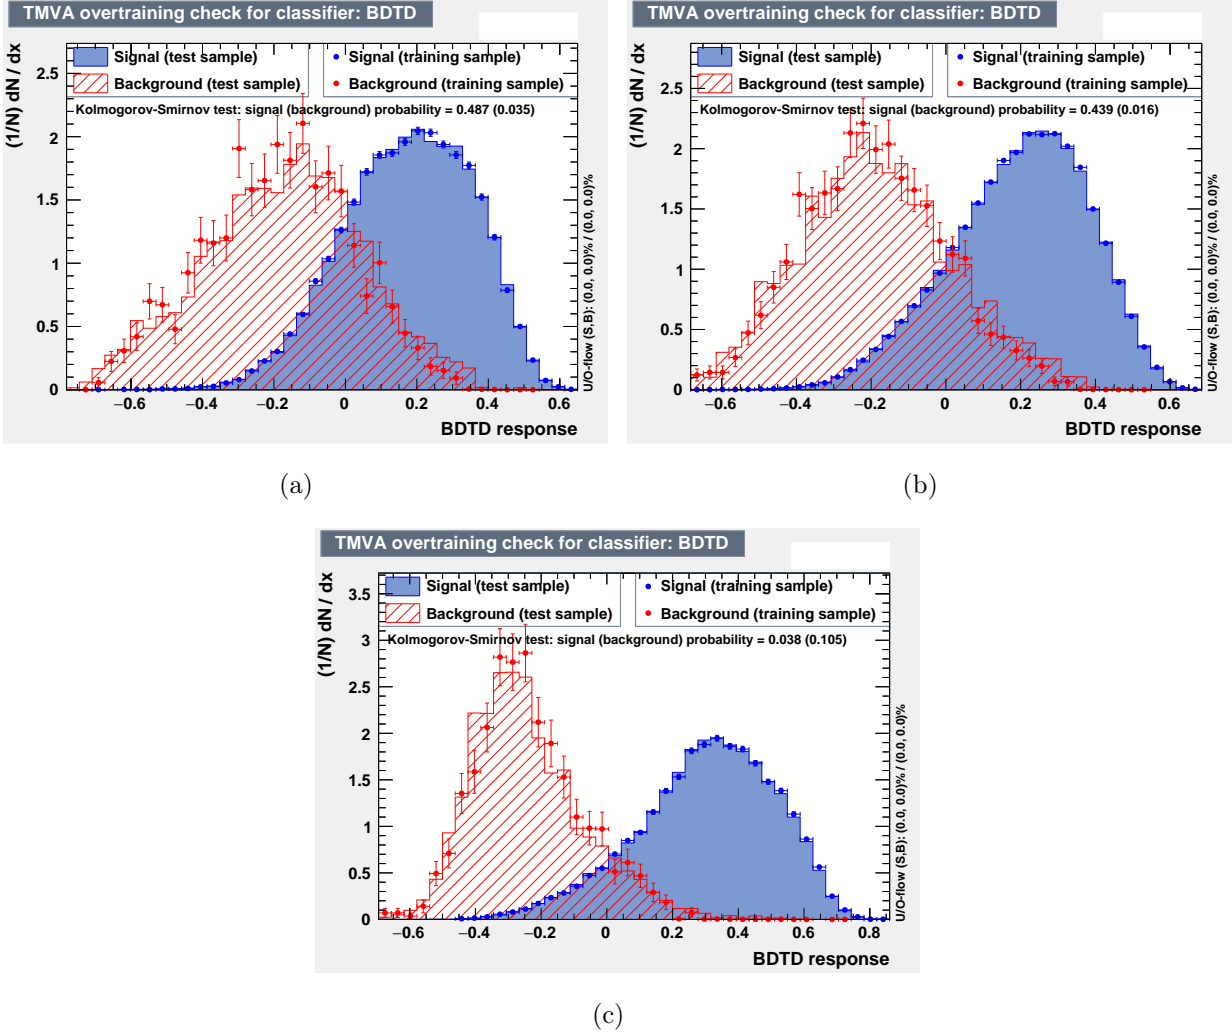 TMVA overtraining check for classifier: BDTD
Signal (test sample)
Background (test sample)
Signal (training sample)
Background (training sample)
Kolmogorov-Smirnov test: signal (background) probability = 0.487 (0.035)
(1/N) dN / dx
2.5
2
1.5
1
0.5
0
−0.6 −0.4 −0.2 0 0.2 0.4 0.6
BDTD response
U/O-flow (S,B): (0.0, 0.0)% / (0.0, 0.0)%
(a)
TMVA overtraining check for classifier: BDTD
Signal (test sample)
Background (test sample)
Signal (training sample)
Background (training sample)
Kolmogorov-Smirnov test: signal (background) probability = 0.439 (0.016)
(1/N) dN / dx
2.5
2
1.5
1
0.5
0
−0.6 −0.4 −0.2 0 0.2 0.4 0.6
BDTD response
U/O-flow (S,B): (0.0, 0.0)% / (0.0, 0.0)%
(b)
TMVA overtraining check for classifier: BDTD
Signal (test sample)
Background (test sample)
Signal (training sample)
Background (training sample)
Kolmogorov-Smirnov test: signal (background) probability = 0.038 (0.105)
(1/N) dN / dx
3.5
3
2.5
2
1.5
1
0.5
0
−0.6 −0.4 −0.2 0 0.2 0.4 0.6 0.8
BDTD response
U/O-flow (S,B): (0.0, 0.0)% / (0.0, 0.0)%
(c)